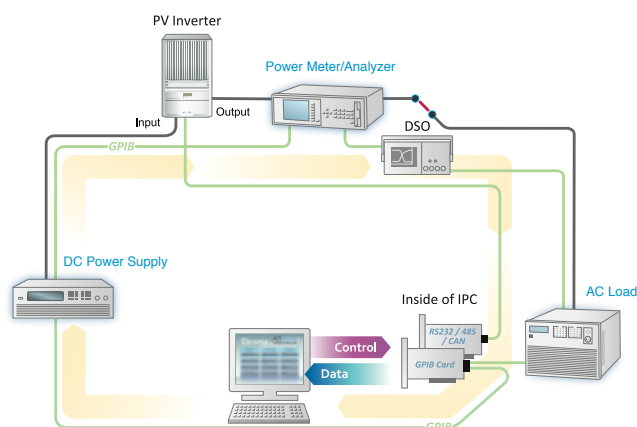 PV Inverter
Power Meter/Analyzer
Input
Output
DSO
GPIB
DC Power Supply
AC Load
Inside of IPC
RS232 / 485
/ CAN
Control
GPIB Card
Data
GPIB